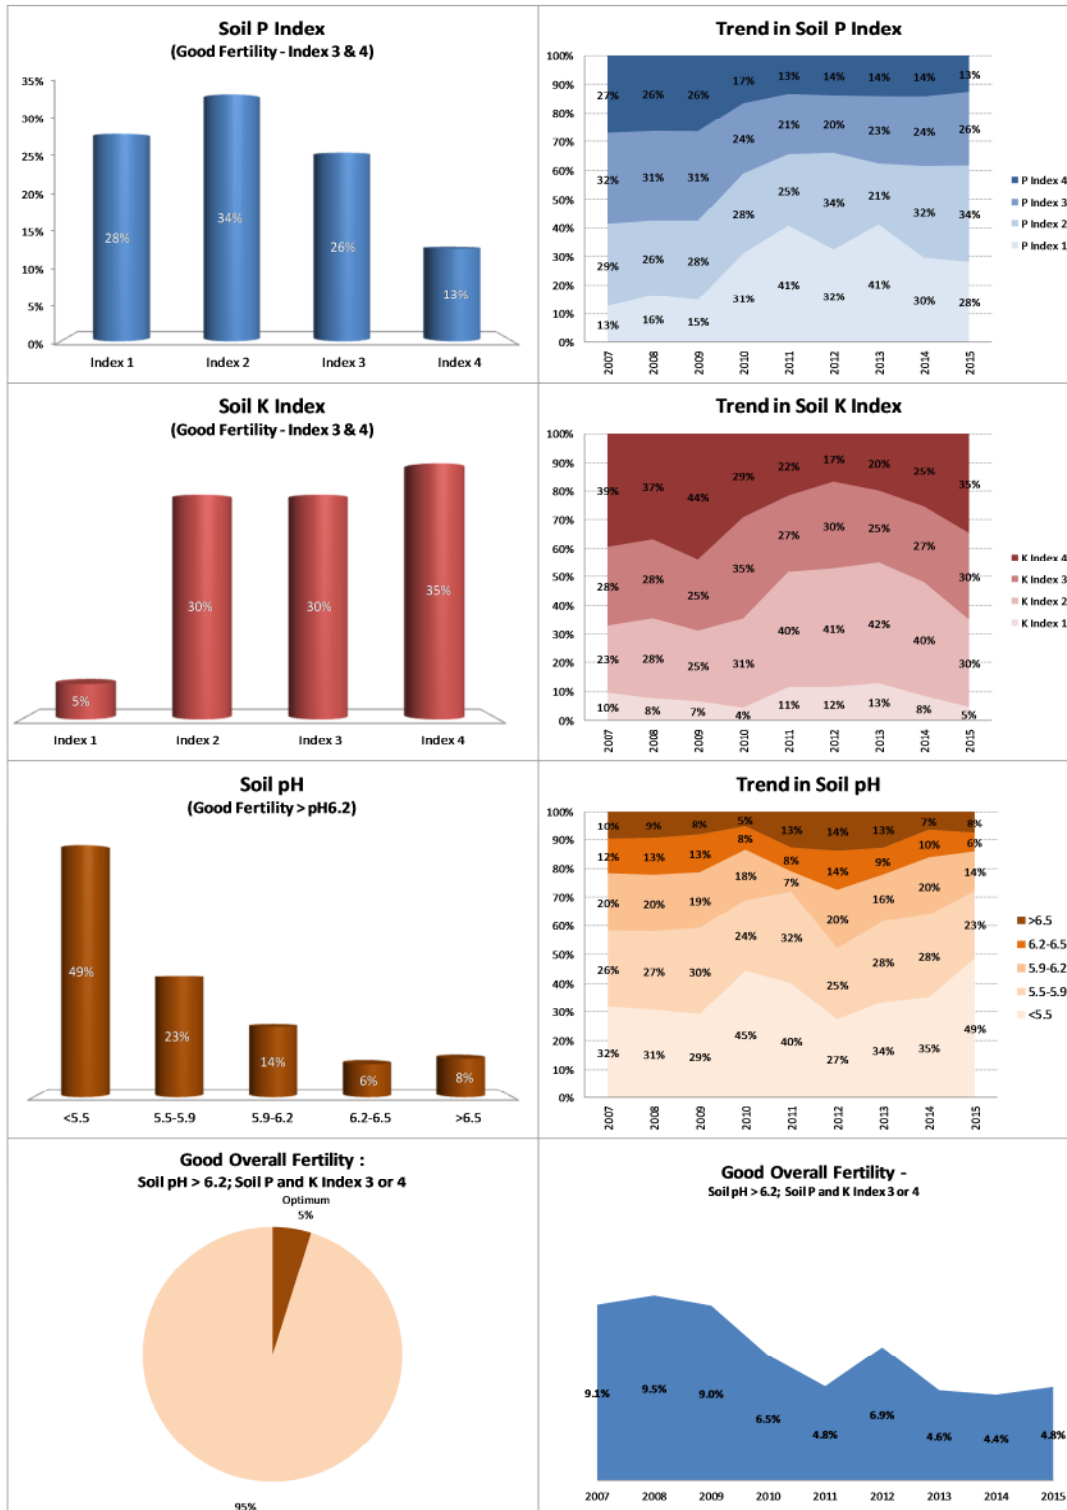 Soil P Index
(Good Fertility - Index 3 & 4)
35%
30%
25%
20%
15%
10%
5%
0%
28%
34%
26%
13%
Index 1 Index 2 Index 3 Index 4
Trend in Soil P Index
100%
90%
80%
70%
60%
50%
40%
30%
20%
10%
0%
27% 26% 26% 17% 13% 14% 14% 14% 13%
32% 31% 31% 24% 21% 20% 23% 24% 26%
29% 26% 28% 28% 25% 34% 21% 32% 34%
13% 16% 15% 31% 41% 32% 41% 30% 28%
2007 2008 2009 2010 2011 2012 2013 2014 2015
P Index 4
P Index 3
P Index 2
P Index 1
Soil K Index
(Good Fertility - Index 3 & 4)
5%
30%
30%
35%
Index 1 Index 2 Index 3 Index 4
Trend in Soil K Index
100%
90%
80%
70%
60%
50%
40%
30%
20%
10%
0%
39% 37% 44% 29% 22% 17% 20% 25% 35%
28% 28% 25% 35% 27% 30% 25% 27% 30%
23% 28% 25% 31% 40% 41% 42% 40% 30%
10% 8% 7% 4% 11% 12% 13% 8% 5%
2007 2008 2009 2010 2011 2012 2013 2014 2015
K Index 4
K Index 3
K Index 2
K Index 1
Soil pH
(Good Fertility > pH6.2)
49%
23%
14%
6%
8%
<5.5 5.5-5.9 5.9-6.2 6.2-6.5 >6.5
Trend in Soil pH
100%
90%
80%
70%
60%
50%
40%
30%
20%
10%
0%
10% 9% 8% 5% 13% 14% 13% 7% 8%
12% 13% 13% 8% 8% 14% 9% 10% 6%
20% 20% 19% 18% 7% 20% 16% 20% 14%
26% 27% 30% 24% 32% 25% 28% 28% 23%
32% 31% 29% 45% 40% 27% 34% 35% 49%
2007 2008 2009 2010 2011 2012 2013 2014 2015
>6.5
6.2-6.5
5.9-6.2
5.5-5.9
<5.5
Good Overall Fertility :
Soil pH > 6.2; Soil P and K Index 3 or 4
Optimum
5%
95%
Good Overall Fertility -
Soil pH > 6.2; Soil P and K Index 3 or 4
9.1% 9.5% 9.0% 6.5% 4.8% 6.9% 4.6% 4.4% 4.8%
2007 2008 2009 2010 2011 2012 2013 2014 2015